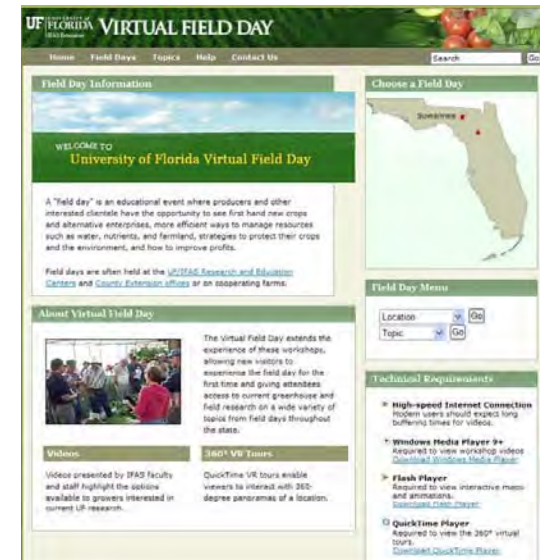 UF UNIVERSITY of FLORIDA
IFAS Extension
VIRTUAL FIELD DAY
Home Field Days Topics Help Contact Us
Search Go
Field Day Information
WELCOME TO
University of Florida Virtual Field Day
A "field day" is an educational event where producers and other
interested clientele have the opportunity to see first hand new crops
and alternative enterprises, more efficient ways to manage resources
such as water, nutrients, and farmland, strategies to protect their crops
and the environment, and how to improve profits.
Field days are often held at the UF/IFAS Research and Education
Centers and County Extension offices or on cooperating farms.
About Virtual Field Day
The Virtual Field Day extends the
experience of these workshops,
allowing new visitors to
experience the field day for the
first time and giving attendees
access to current greenhouse and
field research on a wide variety of
topics from field days throughout
the state.
Videos
Videos presented by IFAS faculty
and staff highlight the options
available to growers interested in
current UF research.
360° VR Tours
QuickTime VR tours enable
viewers to interact with 360-
degree panoramas of a location.
Choose a Field Day
Suwannee
Field Day Menu
Location Go
Topic Go
Technical Requirements
High-speed Internet Connection
Modem users should expect long
buffering times for videos.
Windows Media Player 9+
Required to view workshop videos
Download Windows Media Player
Flash Player
Required to view interactive maps
and animations.
Download Flash Player
QuickTime Player
Required to view the 360° virtual
tours.
Download QuickTime Player